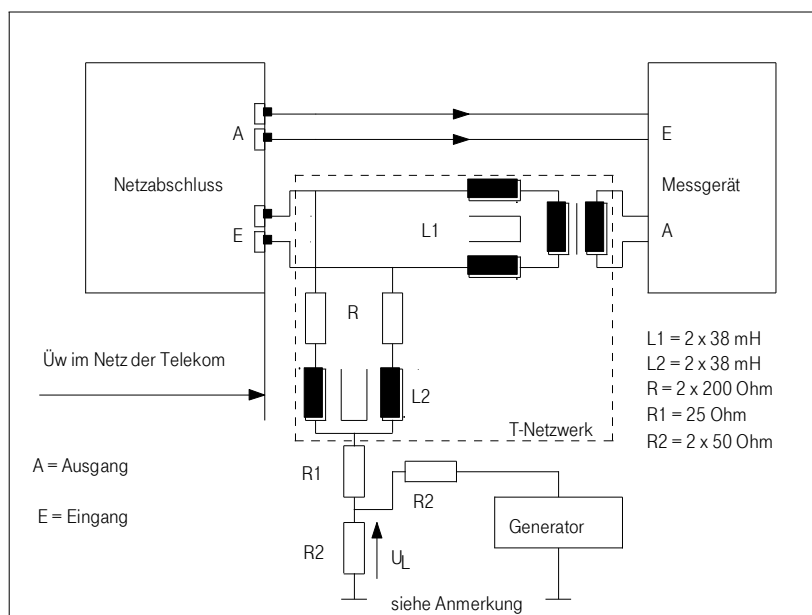 A
E
Netzabschluss
Messgerät
E
L1
A
R
L1 = 2 x 38 mH
Üw im Netz der Telekom
L2 = 2 x 38 mH
L2
R = 2 x 200 Ohm
R1 = 25 Ohm
T-Netzwerk
R2 = 2 x 50 Ohm
A = Ausgang
R1
R2
E = Eingang
Generator
R2
UL
siehe Anmerkung